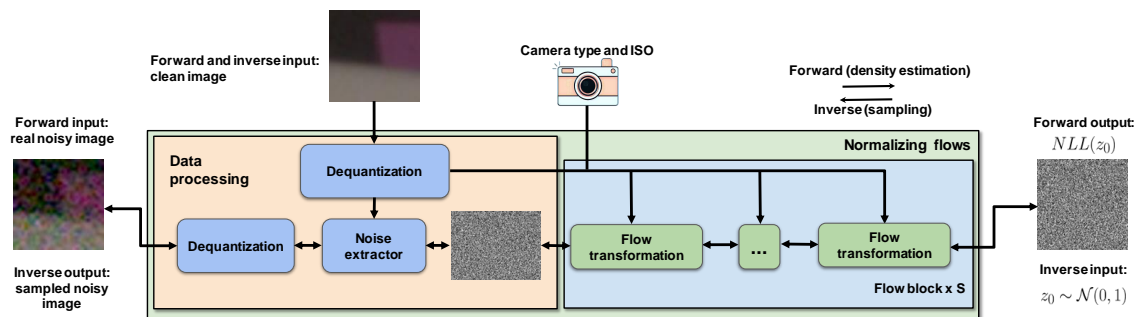 Forward and inverse input:
clean image
Camera type and ISO
Forward (density estimation)
Inverse (sampling)
Forward input:
real noisy image
Inverse output:
sampled noisy
image
Data
processing
Dequantization
Dequantization
Noise
extractor
Normalizing flows
Flow
transformation
...
Flow
transformation
Flow block x S
Forward output:
NLL(z₀)
Inverse input:
z₀ ∼ 𝒩(0, 1)